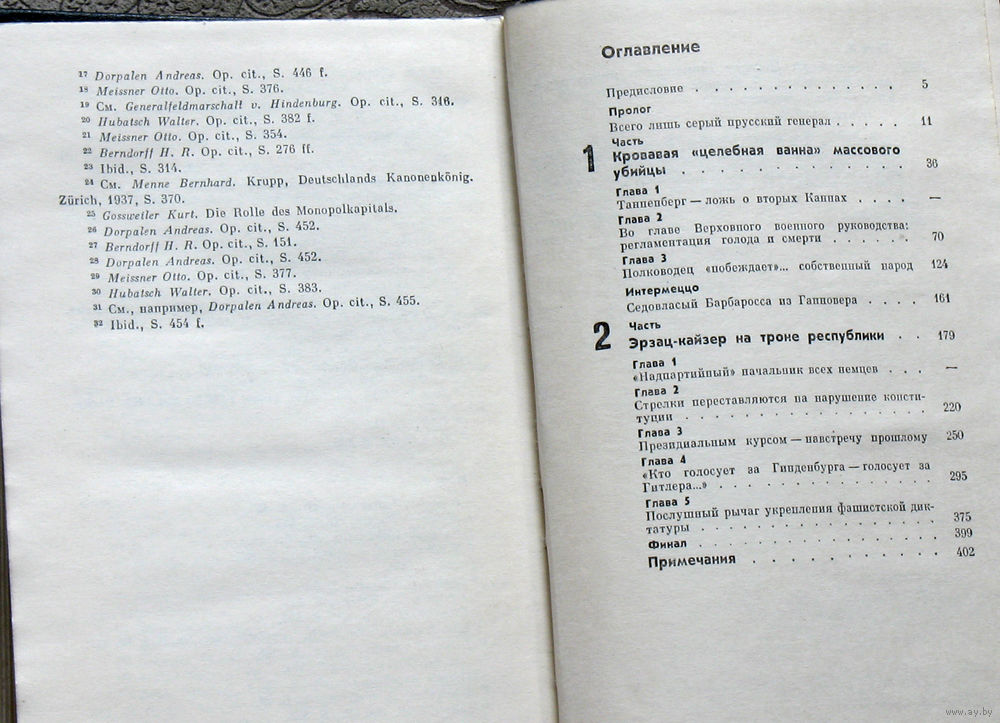 17 Dorpalen Andreas. Op. cit., S. 446 f.
18 Meissner Otto. Op. cit., S. 376.
19 См. Generalfeldmarschall v. Hindenburg. Op. cit., S. 316.
20 Hubatsch Walter. Op. cit., S. 382 f.
21 Meissner Otto. Op. cit., S. 354.
22 Berndorff H. R. Op. cit., S. 276 ff.
23 Ibid., S. 314.
24 См. Menne Bernhard. Krupp, Deutschlands Kanonenkönig.
Zürich, 1937, S. 370.
25 Gossweiler Kurt. Die Rolle des Monopolkapitals.
26 Dorpalen Andreas. Op. cit., S. 452.
27 Berndorff H. R. Op. cit., S. 151.
28 Dorpalen Andreas. Op. cit., S. 452.
29 Meissner Otto. Op. cit., S. 377.
30 Hubatsch Walter. Op. cit., S. 383.
31 См., например, Dorpalen Andreas. Op. cit., S. 455.
32 Ibid., S. 454 f.
Оглавление
Предисловие . . . . . . . . . . . . . . 5
Пролог
Всего лишь серый прусский генерал . . . . . 11
Часть
1 Кровавая «целебная ванна» массового
убийцы . . . . . . . . . . . . . . 36
Глава 1
Танненберг — ложь о вторых Каннах . . . . —
Глава 2
Во главе Верховного военного руководства:
регламентация голода и смерти . . . . . . 70
Глава 3
Полководец «побеждает»... собственный народ 124
Интермеццо
Седовласый Барбаросса из Ганновера . . . . 161
Часть
2 Эрзац-кайзер на троне республики . . 179
Глава 1
«Надпартийный» начальник всех немцев . . . —
Глава 2
Стрелки переставляются на нарушение консти-
туции . . . . . . . . . . . . . . 220
Глава 3
Президиальным курсом — навстречу прошлому 250
Глава 4
«Кто голосует за Гинденбурга — голосует за
Гитлера...» . . . . . . . . . . . . 295
Глава 5
Послушный рычаг укрепления фашистской дик-
татуры . . . . . . . . . . . . . . 375
Финал . . . . . . . . . . . . . . 399
Примечания . . . . . . . . . . . 402
www.ay.by